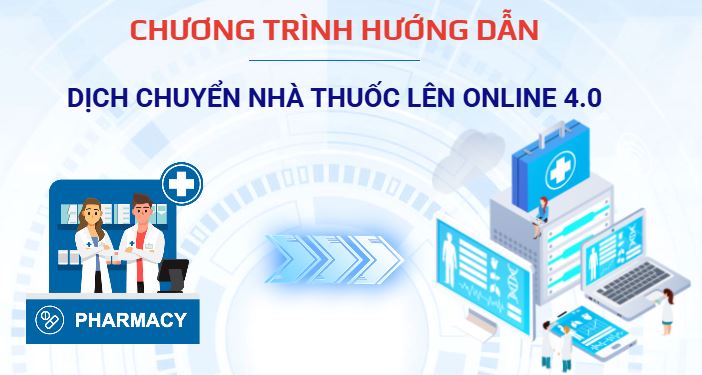 CHƯƠNG TRÌNH HƯỚNG DẪN
DỊCH CHUYỂN NHÀ THUỐC LÊN ONLINE 4.0
PHARMACY